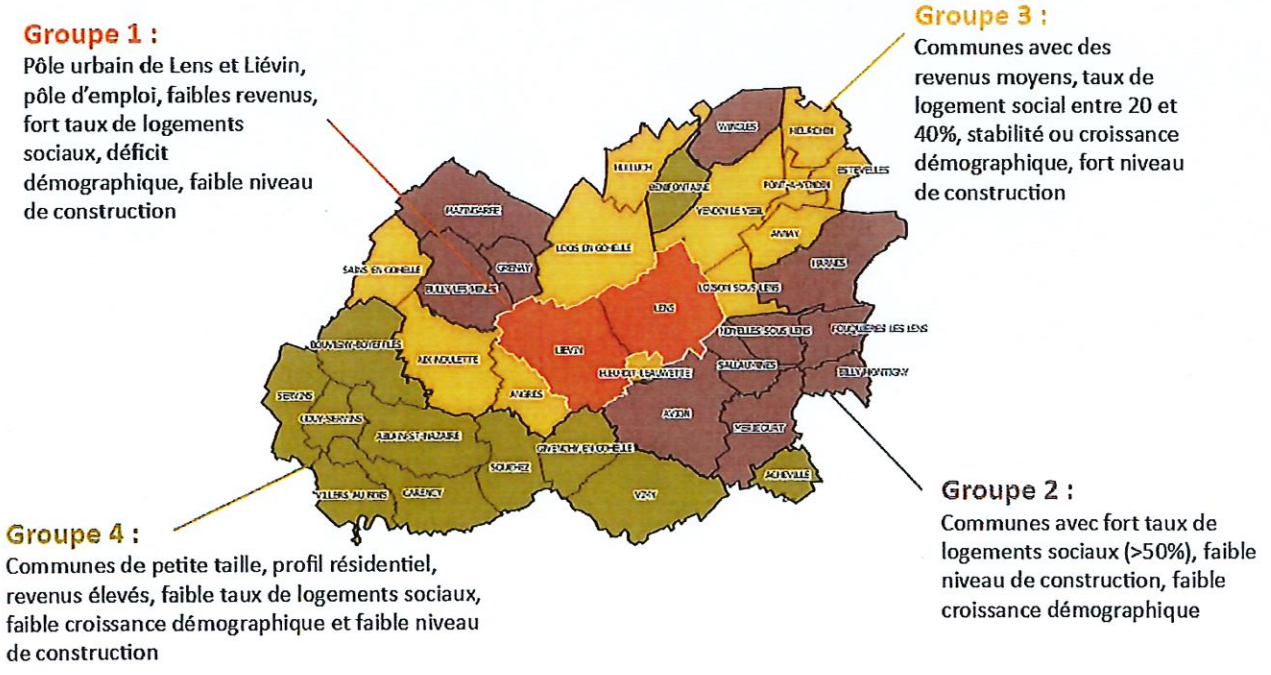 Groupe 1 :
Pôle urbain de Lens et Liévin,
pôle d'emploi, faibles revenus,
fort taux de logements
sociaux, déficit
démographique, faible niveau
de construction
Groupe 3 :
Communes avec des
revenus moyens, taux de
logement social entre 20 et
40%, stabilité ou croissance
démographique, fort niveau
de construction
WINGLES
MEURCHIN
HULLUCH
ESTEVELLES
BENIFONTAINE
PONT-A-VENDIN
VENDIN LE VIEIL
MAZINGARBE
ANNAY
LOOS EN GOHELLE
HARNES
SAINS EN GOHELLE
GRENAY
BULLY-LES-MINES
LOISON SOUS LENS
LENS
NOYELLES SOUS LENS
FOUQUIERES LES LENS
BOUVIGNY-BOYEFFLES
LIÉVIN
AIX NOULETTE
SALLAUMINES
BILLY-MONTIGNY
ELEU-DIT-LEAUWETTE
SERVINS
ANGRES
GOUY-SERVINS
AVION
MERICOURT
ABLAIN-ST-NAZAIRE
GIVENCHY EN GOHELLE
SOUCHEZ
ACHEVILLE
VILLERS AU BOIS
CARENCY
VIMY
Groupe 2 :
Communes avec fort taux de
logements sociaux (>50%), faible
niveau de construction, faible
croissance démographique
Groupe 4 :
Communes de petite taille, profil résidentiel,
revenus élevés, faible taux de logements sociaux,
faible croissance démographique et faible niveau
de construction